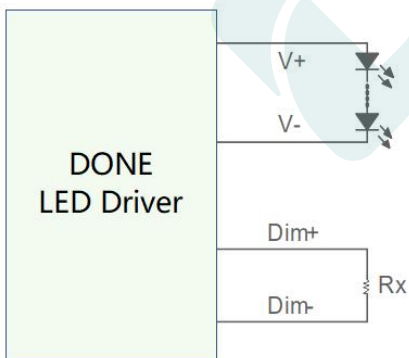 V+
V-
DONE
LED Driver
Dim+
Rx
Dim-